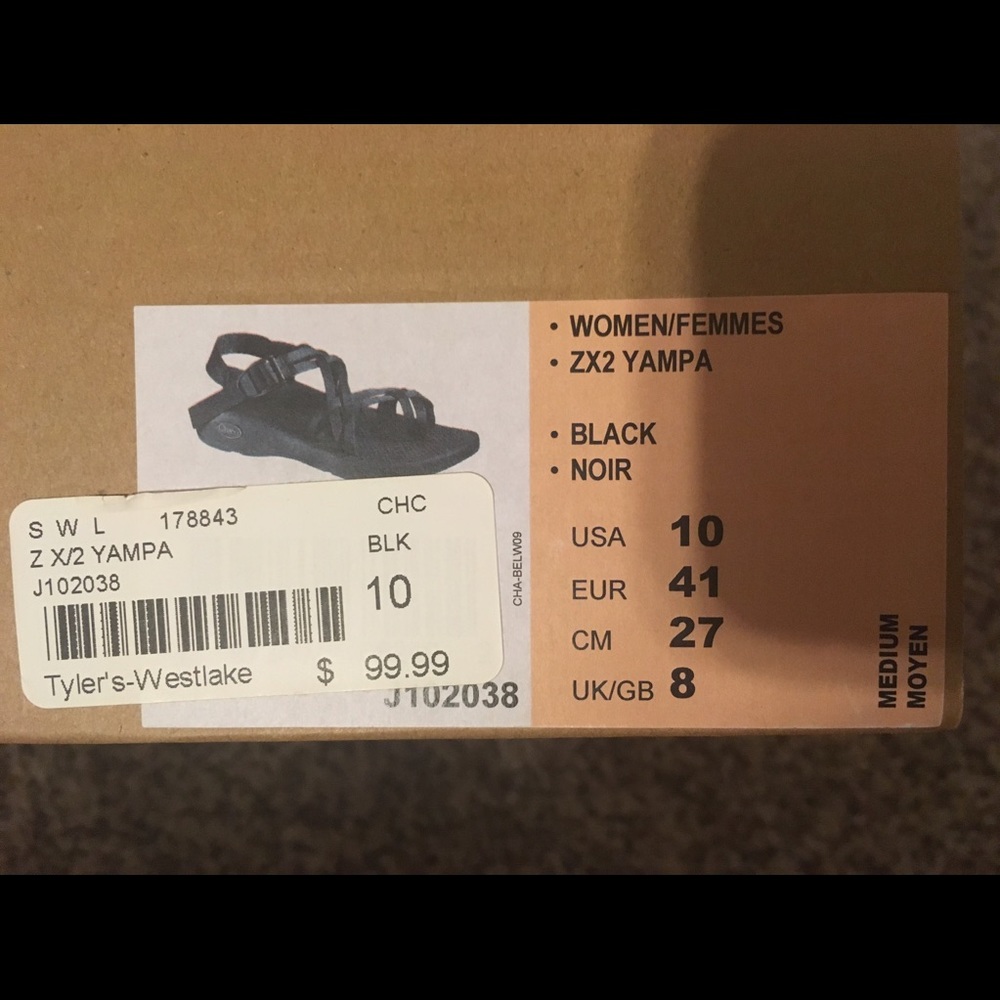 • WOMEN/FEMMES
• ZX2 YAMPA
• BLACK
• NOIR
USA 10
EUR 41
CM 27
UK/GB 8
MEDIUM
MOYEN
CHA-BELW09
J102038
S W L 178843 CHC
Z X/2 YAMPA BLK
J102038
10
Tyler's-Westlake $ 99.99